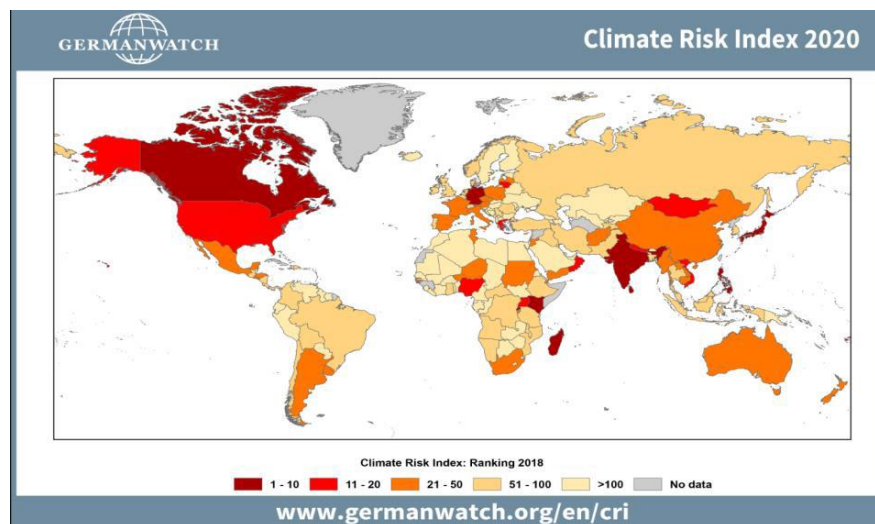 GERMANWATCH
Climate Risk Index 2020
Climate Risk Index: Ranking 2018
1 - 10
11 - 20
21 - 50
51 - 100
>100
No data
www.germanwatch.org/en/cri